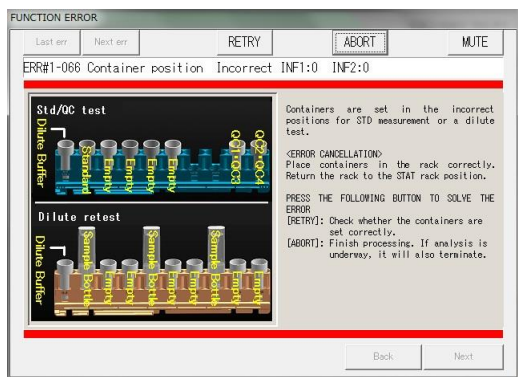 FUNCTION ERROR
Last err Next err RETRY ABORT MUTE
ERR#1-066 Container position Incorrect INF1:0 INF2:0
Std/QC test
Dilute Buffer
Standard
Empty
Empty
Empty
Empty
QC1·QC3
QC2·QC4
Dilute retest
Dilute Buffer
Sample Bottle
Empty
Empty
Sample Bottle
Empty
Empty
Sample Bottle
Empty
Empty
Containers are set in the incorrect
positions for STD measurement or a dilute
test.
<ERROR CANCELLATION>
Place containers in the rack correctly.
Return the rack to the STAT rack position.
PRESS THE FOLLOWING BUTTON TO SOLVE THE
ERROR
[RETRY]: Check whether the containers are
set correctly.
[ABORT]: Finish processing. If analysis is
underway, it will also terminate.
Back Next